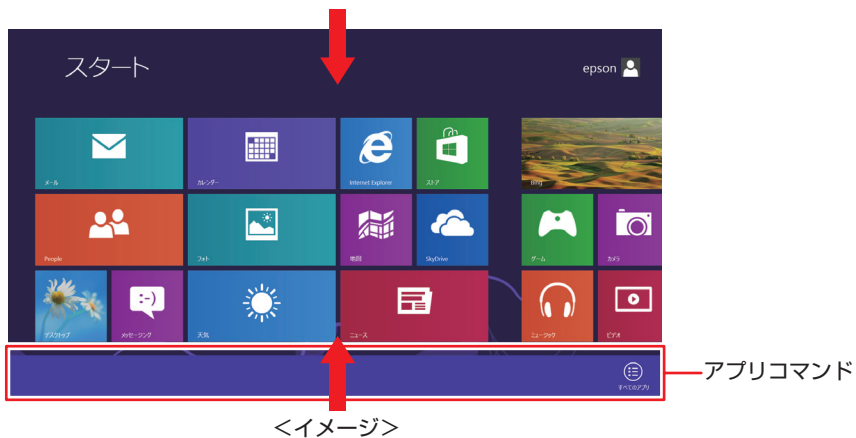 スタート
epson
メール
カレンダー
Internet Explorer
ストア
Bing
People
フォト
地図
SkyDrive
ゲーム
カメラ
デスクトップ
メッセージング
:-)
天気
ニュース
ミュージック
ビデオ
すべてのアプリ
アプリコマンド
＜イメージ＞